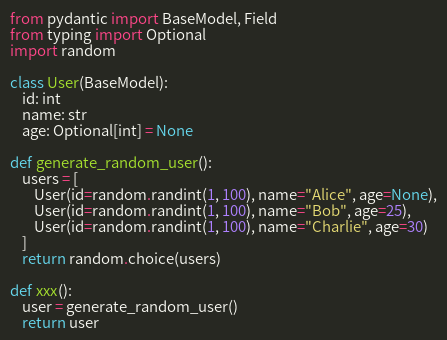 from pydantic import BaseModel, Field
from typing import Optional
import random

class User(BaseModel):
    id: int
    name: str
    age: Optional[int] = None

def generate_random_user():
    users = [
        User(id=random.randint(1, 100), name="Alice", age=None),
        User(id=random.randint(1, 100), name="Bob", age=25),
        User(id=random.randint(1, 100), name="Charlie", age=30)
    ]
    return random.choice(users)

def xxx():
    user = generate_random_user()
    return user